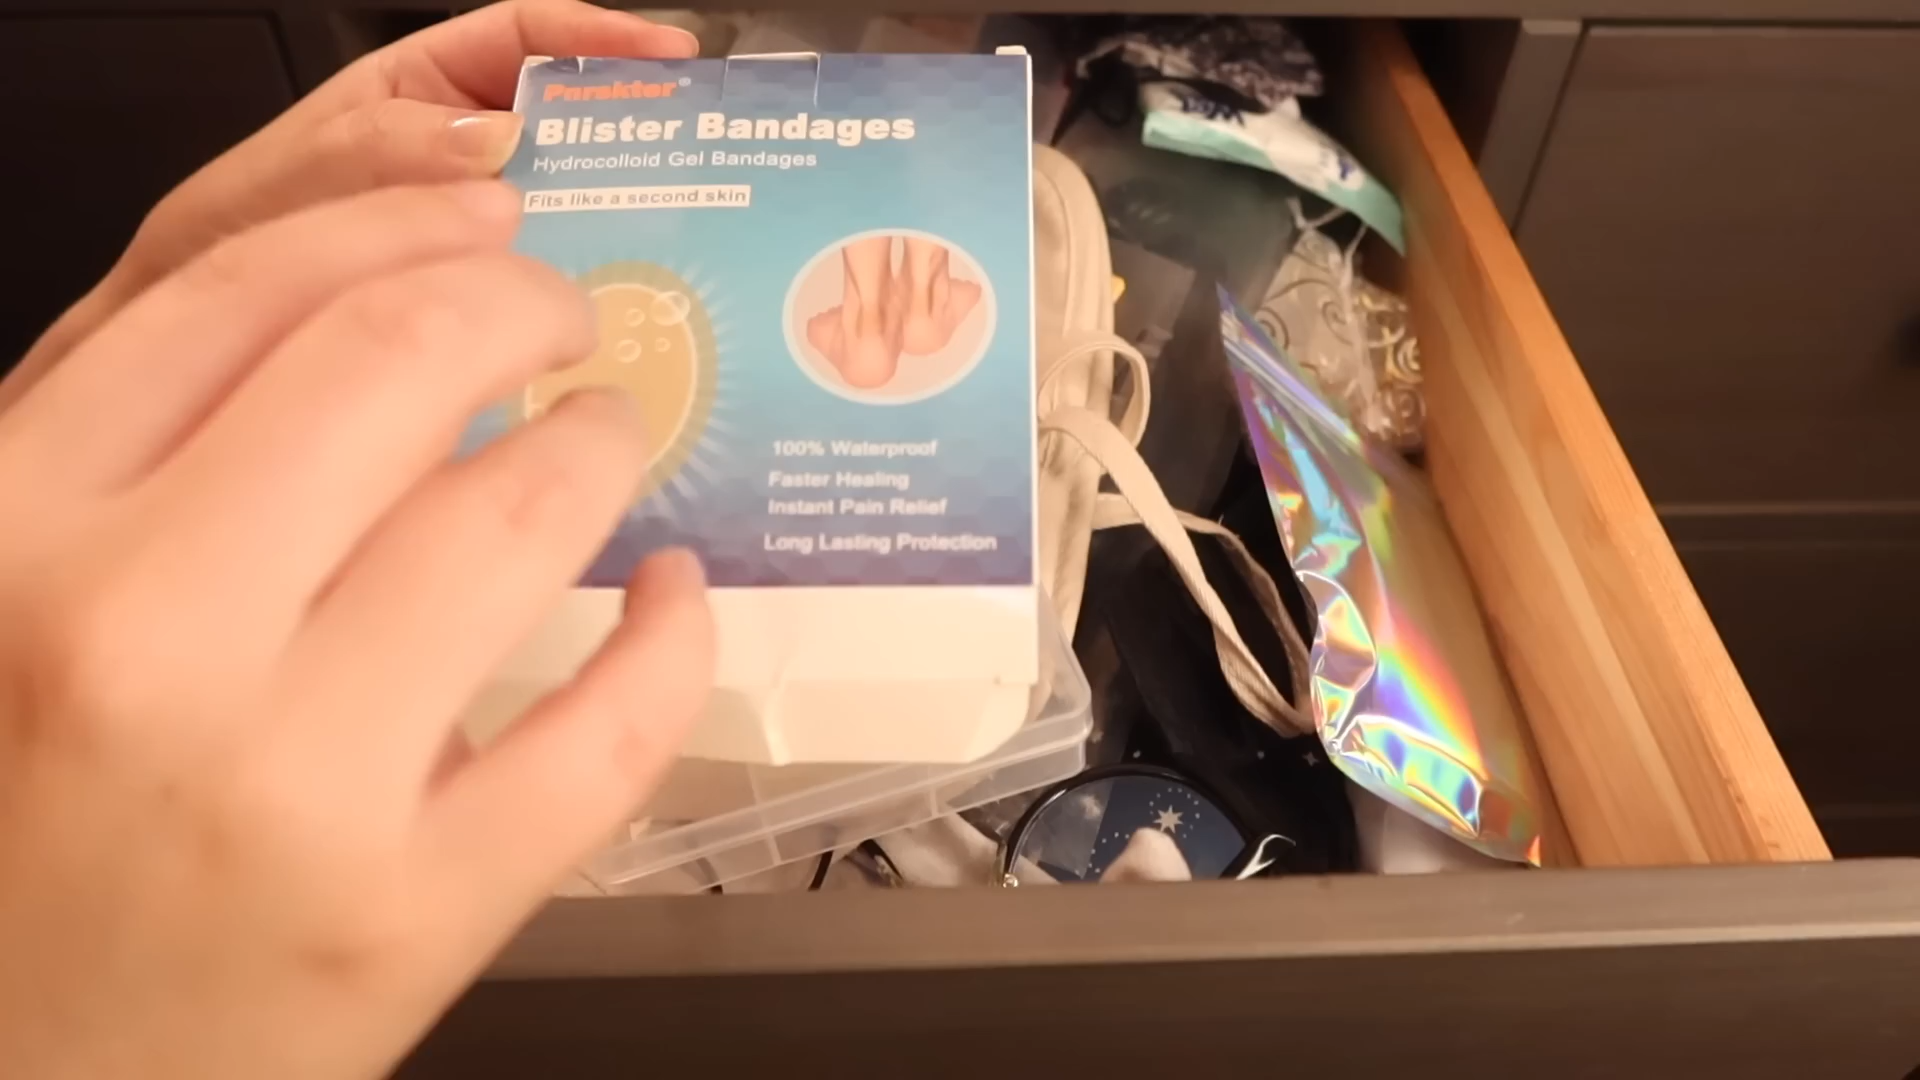 Parskter®
Blister Bandages
Hydrocolloid Gel Bandages
Fits like a second skin
100% Waterproof
Faster Healing
Instant Pain Relief
Long Lasting Protection